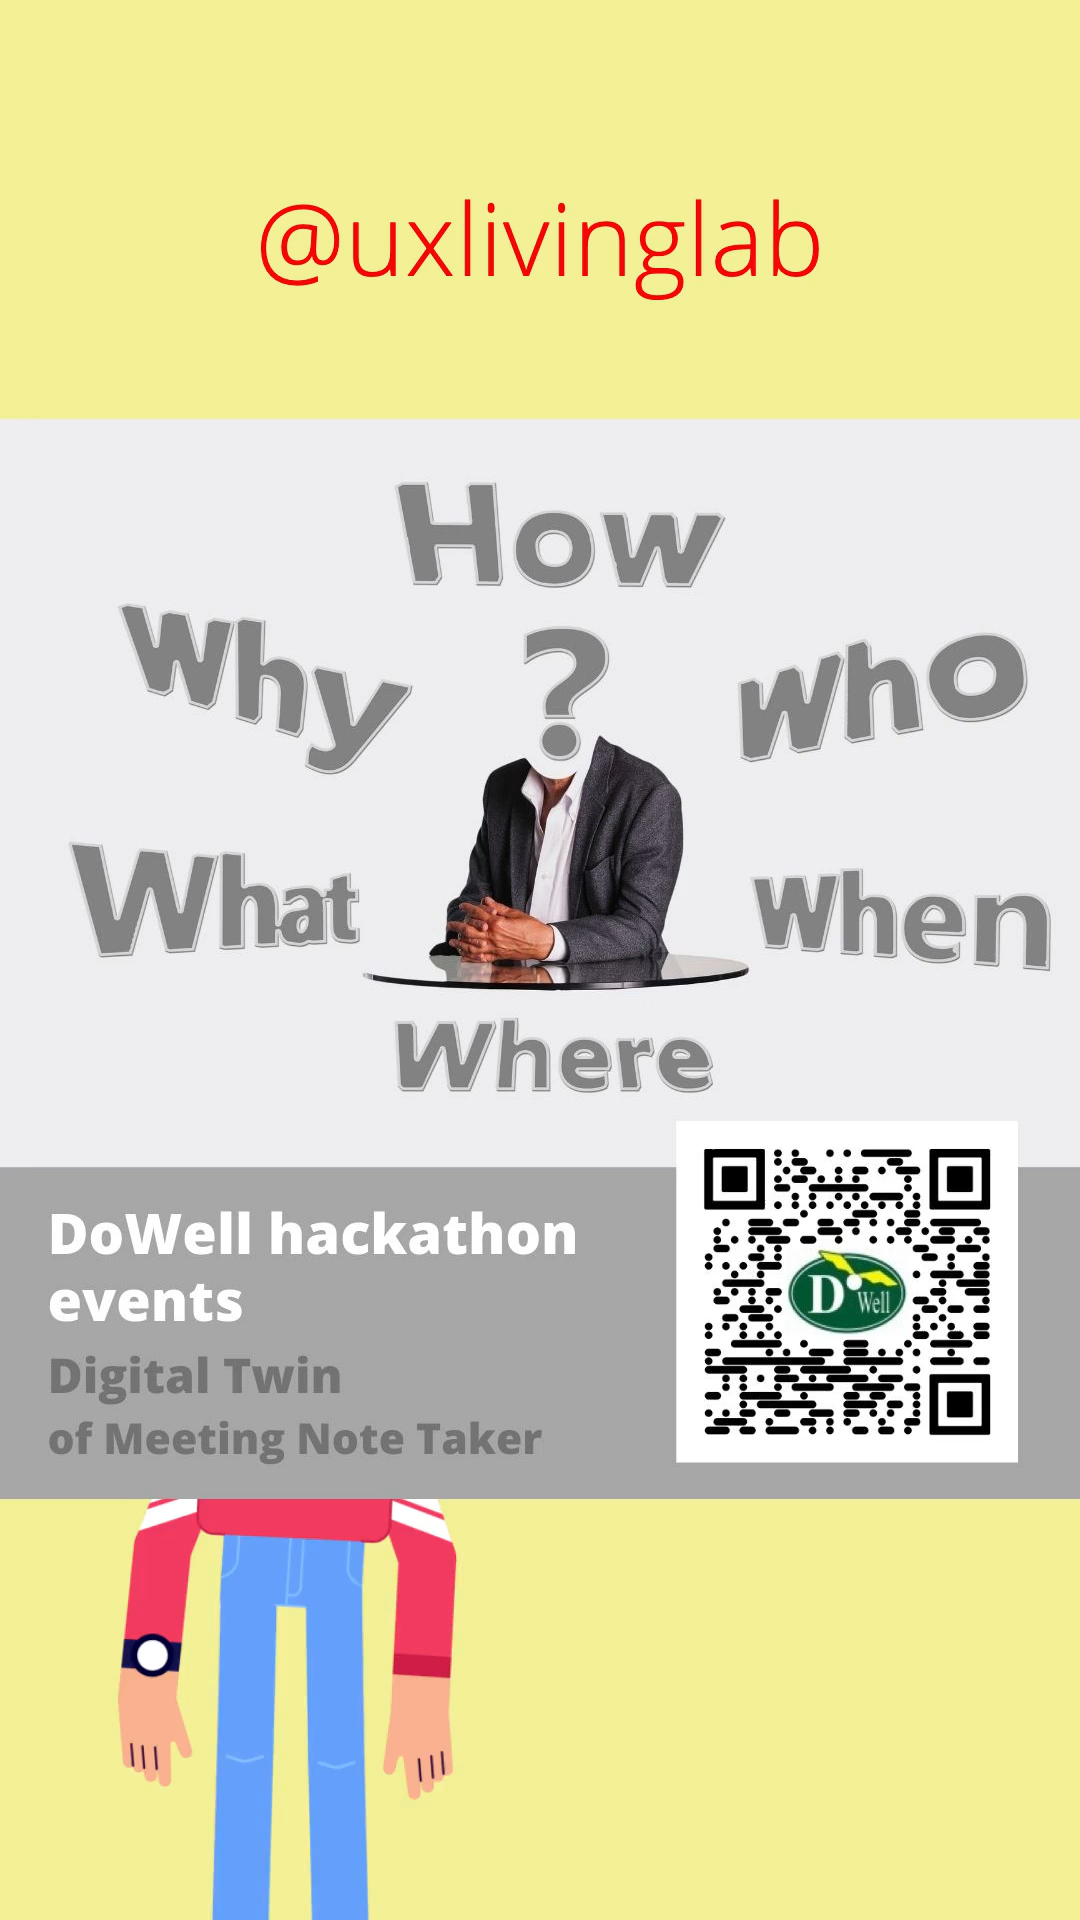 @uxlivinglab
How
Why
?
Who
What
When
Where
DoWell hackathon
events
Digital Twin
of Meeting Note Taker
D Well